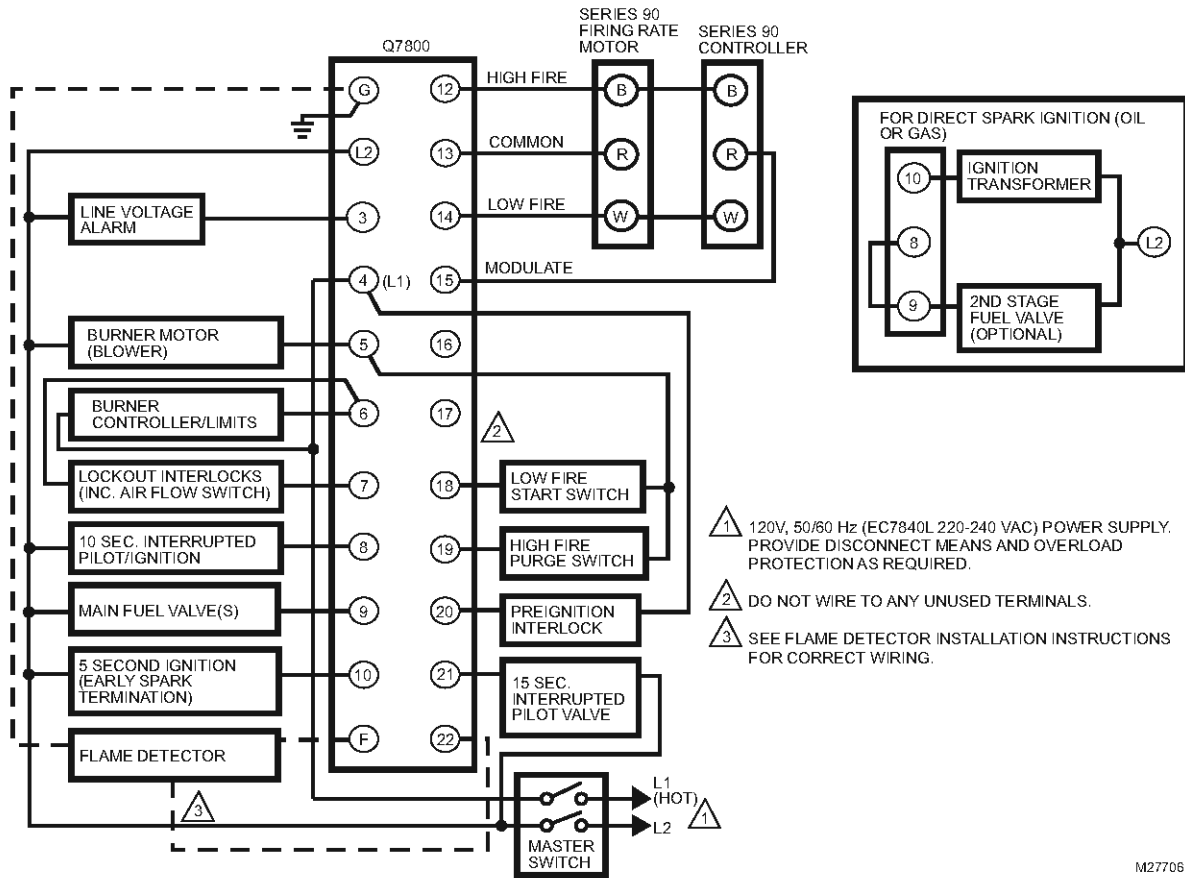 Q7800
SERIES 90
FIRING RATE
MOTOR
SERIES 90
CONTROLLER
G
L2
3
4
(L1)
5
6
7
8
9
10
F
12
13
14
15
16
17
18
19
20
21
22
HIGH FIRE
COMMON
LOW FIRE
MODULATE
B
R
W
B
R
W
LINE VOLTAGE
ALARM
BURNER MOTOR
(BLOWER)
BURNER
CONTROLLER/LIMITS
LOCKOUT INTERLOCKS
(INC. AIR FLOW SWITCH)
10 SEC. INTERRUPTED
PILOT/IGNITION
MAIN FUEL VALVE(S)
5 SECOND IGNITION
(EARLY SPARK
TERMINATION)
FLAME DETECTOR
3
2
LOW FIRE
START SWITCH
HIGH FIRE
PURGE SWITCH
PREIGNITION
INTERLOCK
15 SEC.
INTERRUPTED
PILOT VALVE
MASTER
SWITCH
L1
(HOT)
L2
1
FOR DIRECT SPARK IGNITION (OIL
OR GAS)
10
8
9
IGNITION
TRANSFORMER
2ND STAGE
FUEL VALVE
(OPTIONAL)
L2
1 120V, 50/60 Hz (EC7840L 220-240 VAC) POWER SUPPLY.
PROVIDE DISCONNECT MEANS AND OVERLOAD
PROTECTION AS REQUIRED.
2 DO NOT WIRE TO ANY UNUSED TERMINALS.
3 SEE FLAME DETECTOR INSTALLATION INSTRUCTIONS
FOR CORRECT WIRING.
M27706